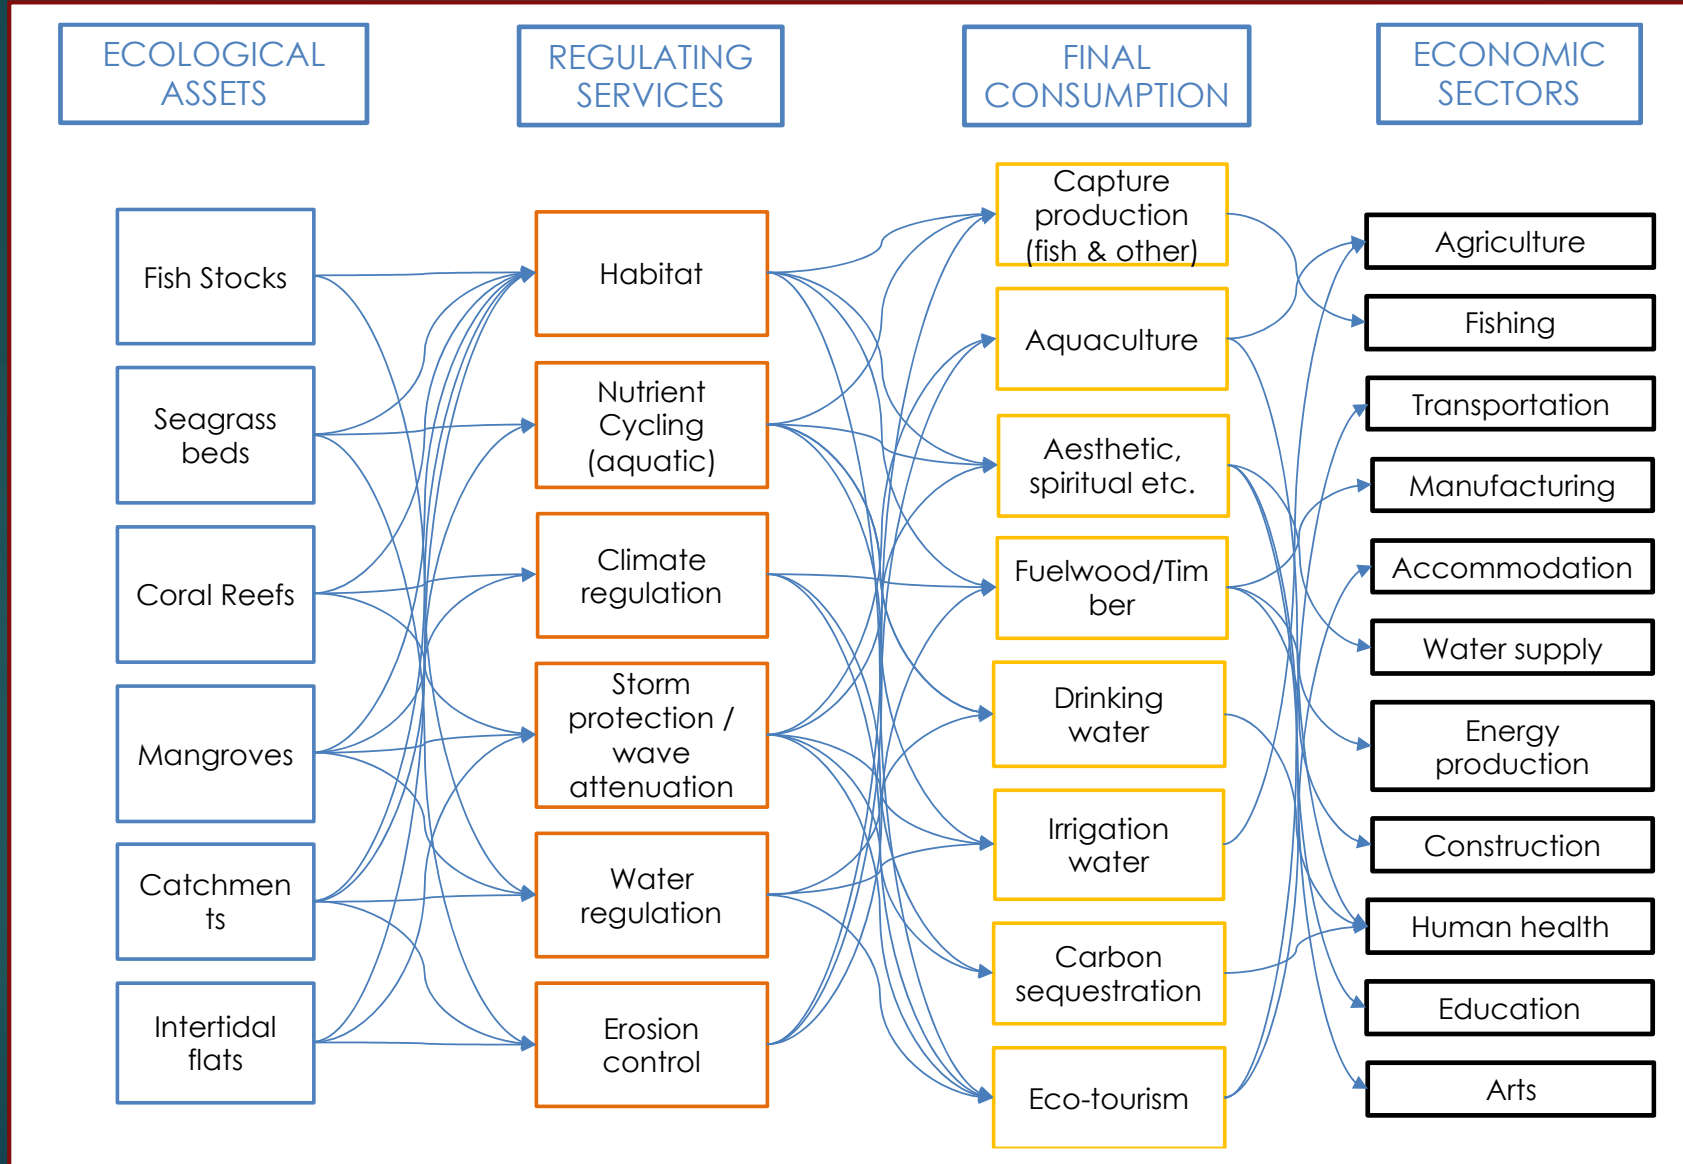 ECOLOGICAL
ASSETS
REGULATING
SERVICES
FINAL
CONSUMPTION
ECONOMIC
SECTORS
Fish Stocks
Seagrass
beds
Coral Reefs
Mangroves
Catchmen
ts
Intertidal
flats
Habitat
Nutrient
Cycling
(aquatic)
Climate
regulation
Storm
protection /
wave
attenuation
Water
regulation
Erosion
control
Capture
production
(fish & other)
Aquaculture
Aesthetic,
spiritual etc.
Fuelwood/Tim
ber
Drinking
water
Irrigation
water
Carbon
sequestration
Eco-tourism
Agriculture
Fishing
Transportation
Manufacturing
Accommodation
Water supply
Energy
production
Construction
Human health
Education
Arts